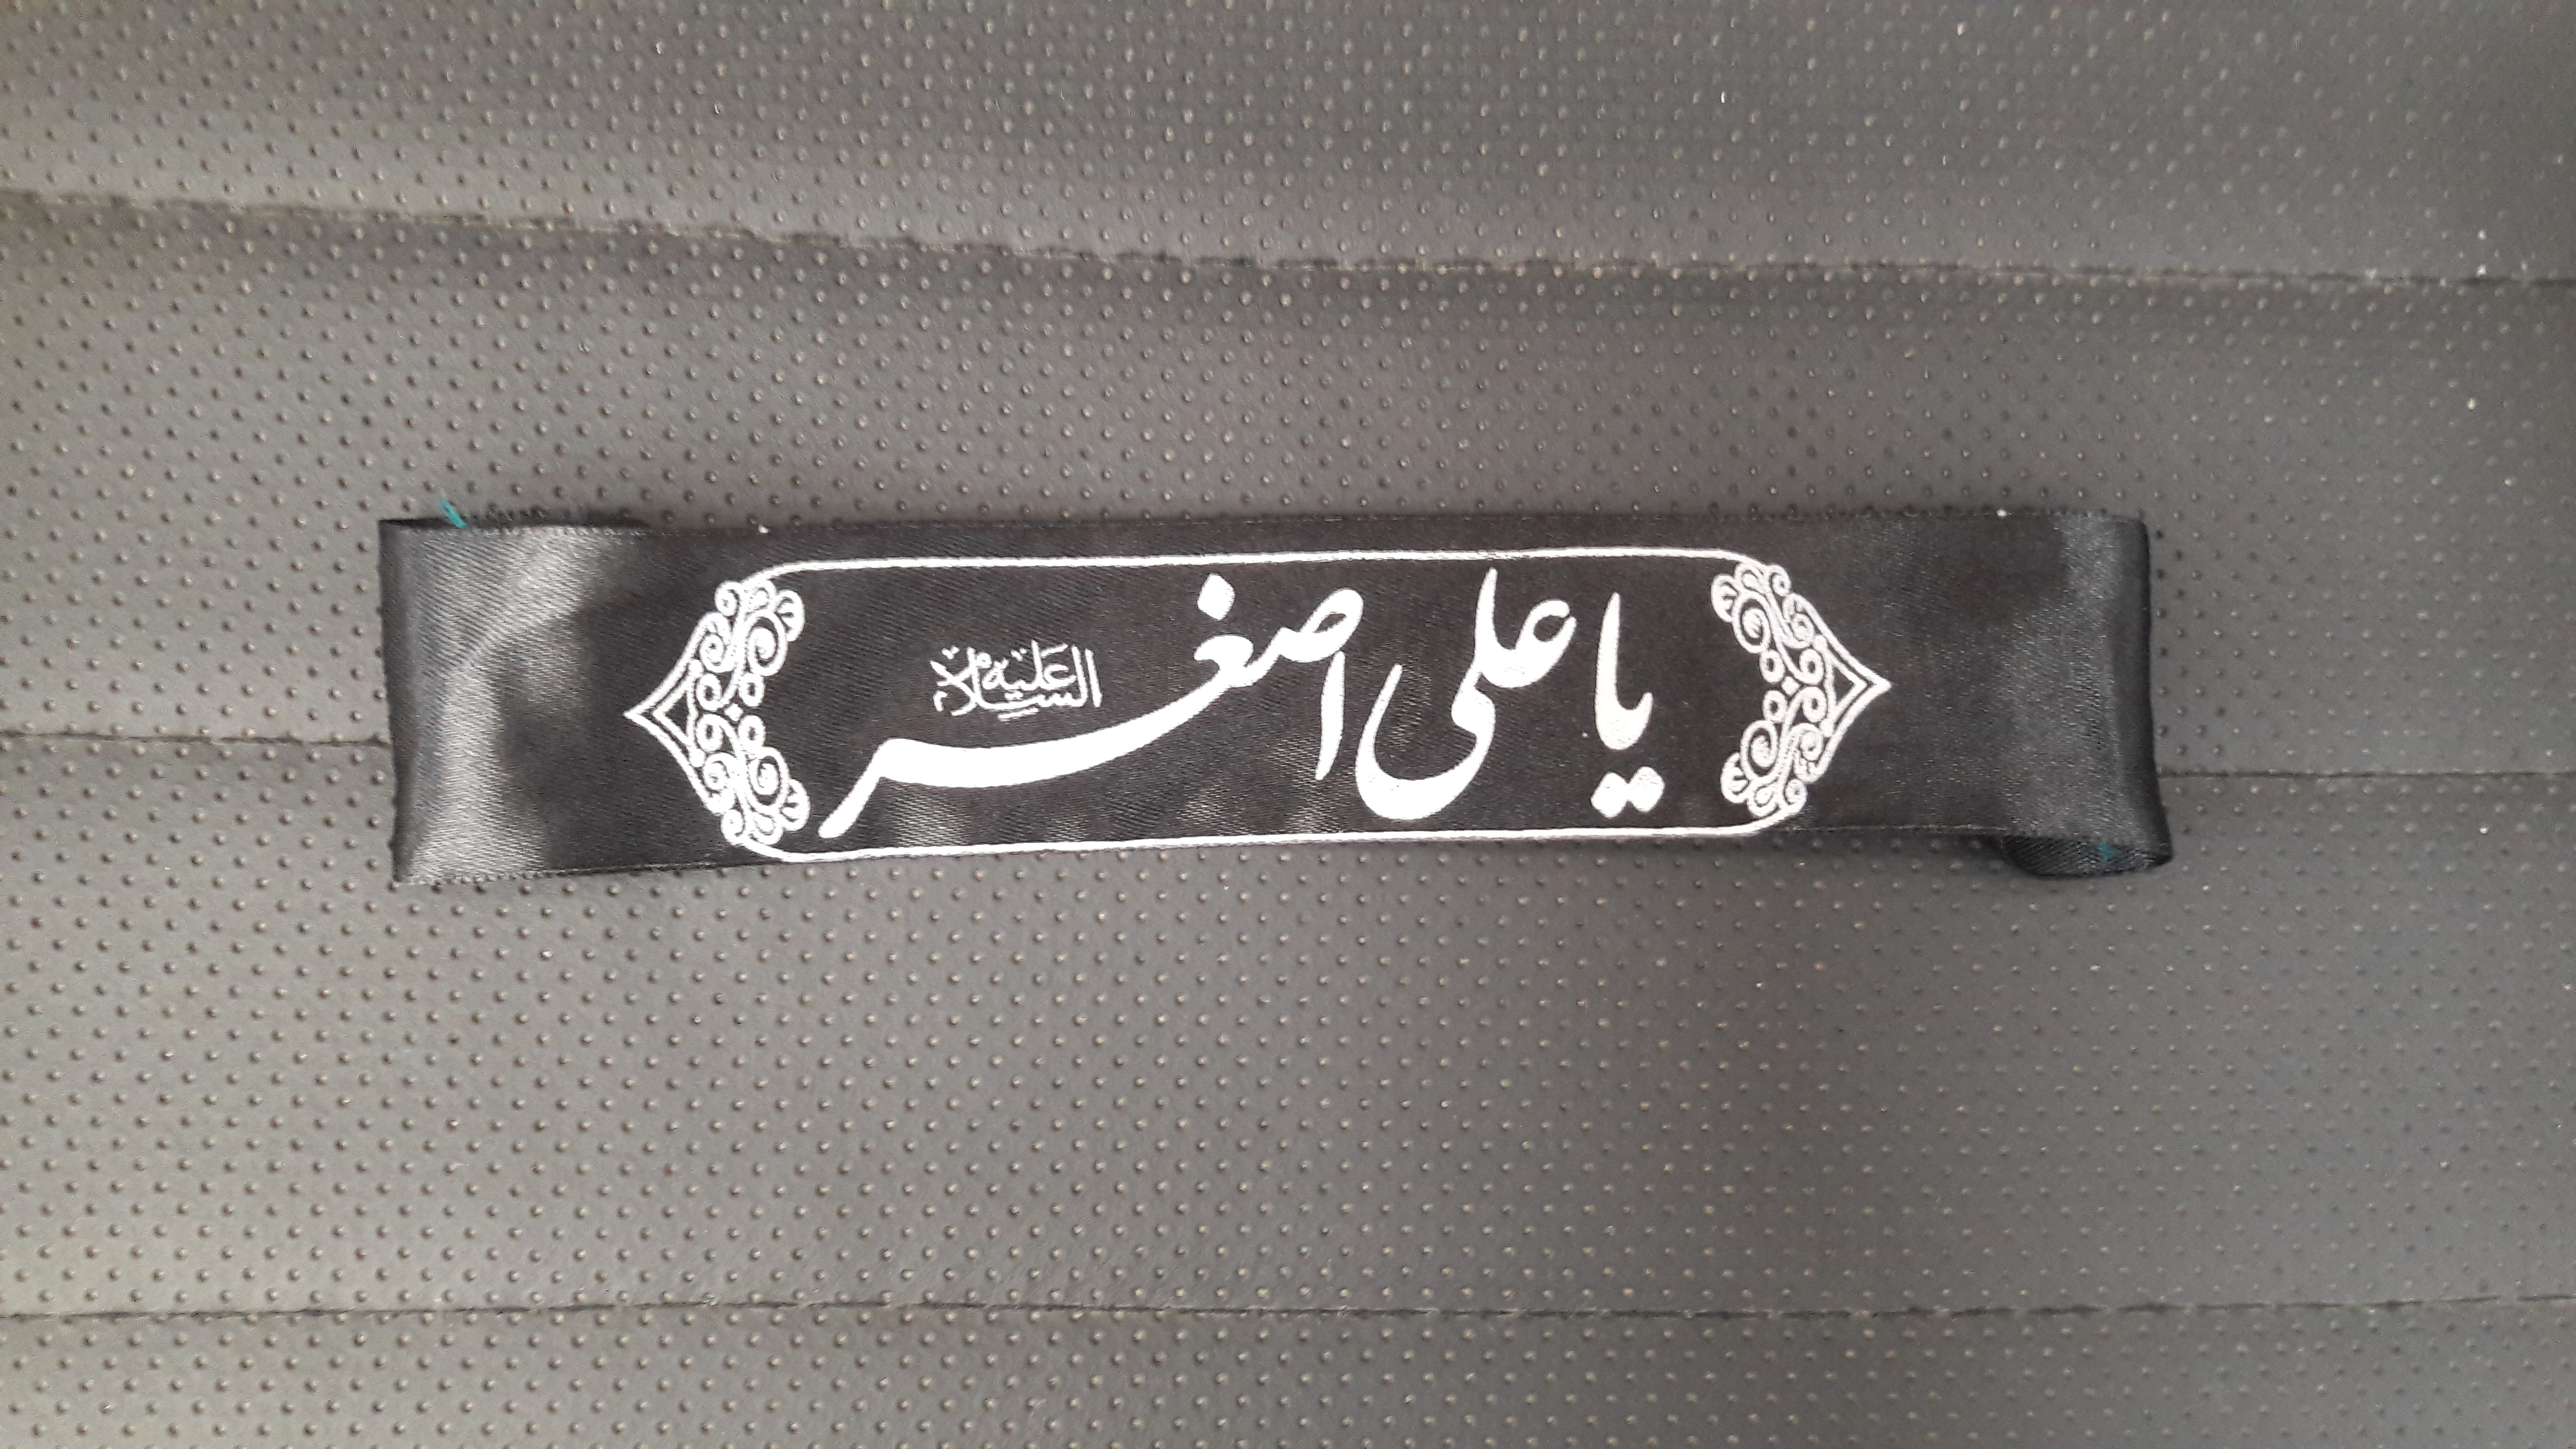 یا علی اصغر علیه السلام